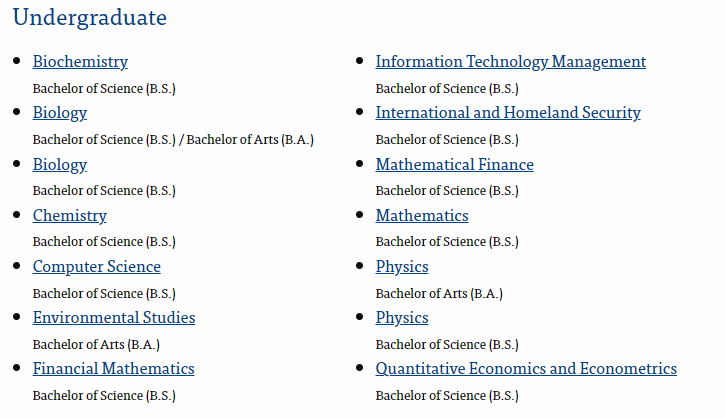 Undergraduate
Biochemistry
Bachelor of Science (B.S.)
Biology
Bachelor of Science (B.S.) / Bachelor of Arts (B.A.)
Biology
Bachelor of Science (B.S.)
Chemistry
Bachelor of Science (B.S.)
Computer Science
Bachelor of Science (B.S.)
Environmental Studies
Bachelor of Arts (B.A.)
Financial Mathematics
Bachelor of Science (B.S.)
Information Technology Management
Bachelor of Science (B.S.)
International and Homeland Security
Bachelor of Science (B.S.)
Mathematical Finance
Bachelor of Science (B.S.)
Mathematics
Bachelor of Science (B.S.)
Physics
Bachelor of Arts (B.A.)
Physics
Bachelor of Science (B.S.)
Quantitative Economics and Econometrics
Bachelor of Science (B.S.)